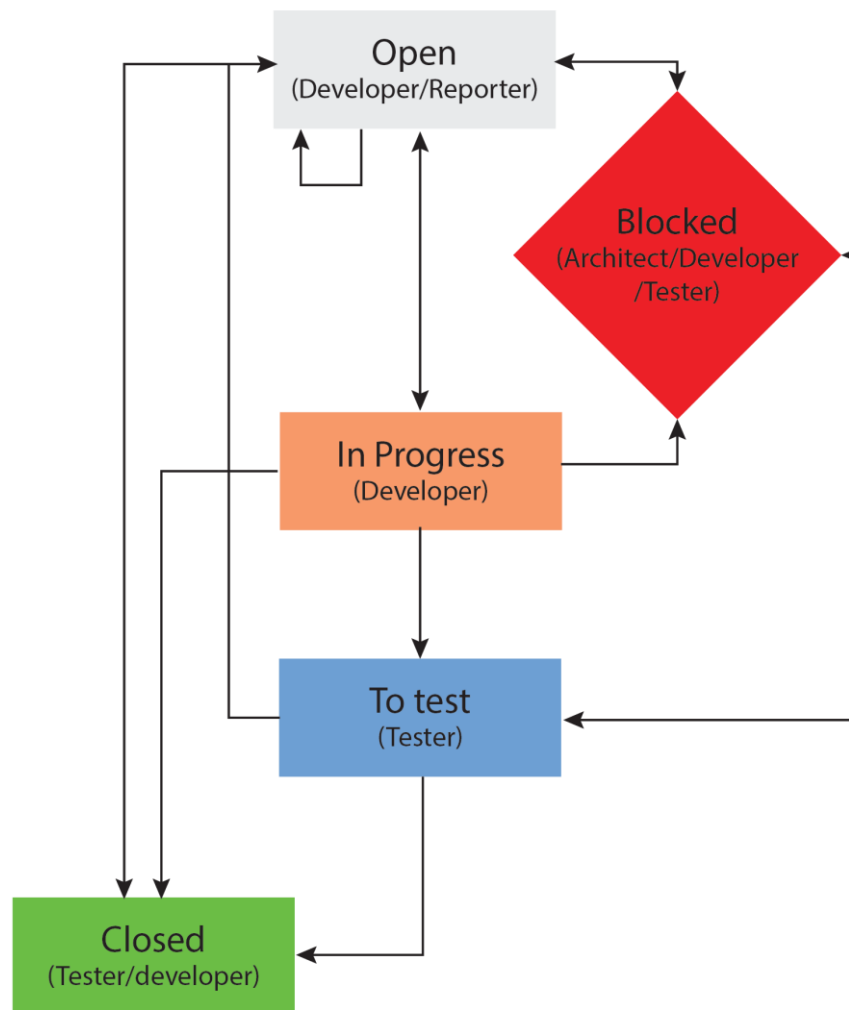 Open
(Developer/Reporter)
Blocked
(Architect/Developer
/Tester)
In Progress
(Developer)
To test
(Tester)
Closed
(Tester/developer)